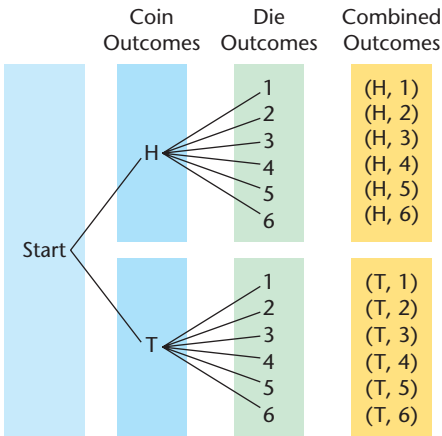 Coin Outcomes
Die Outcomes
Combined Outcomes
Start
H
1
2
3
4
5
6
(H, 1)
(H, 2)
(H, 3)
(H, 4)
(H, 5)
(H, 6)
T
1
2
3
4
5
6
(T, 1)
(T, 2)
(T, 3)
(T, 4)
(T, 5)
(T, 6)